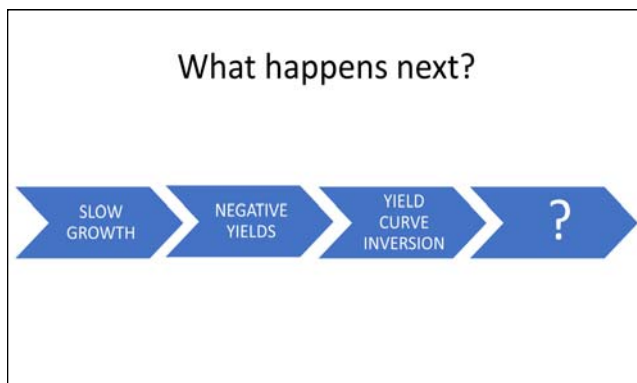 What happens next?
SLOW
GROWTH
NEGATIVE
YIELDS
YIELD
CURVE
INVERSION
?